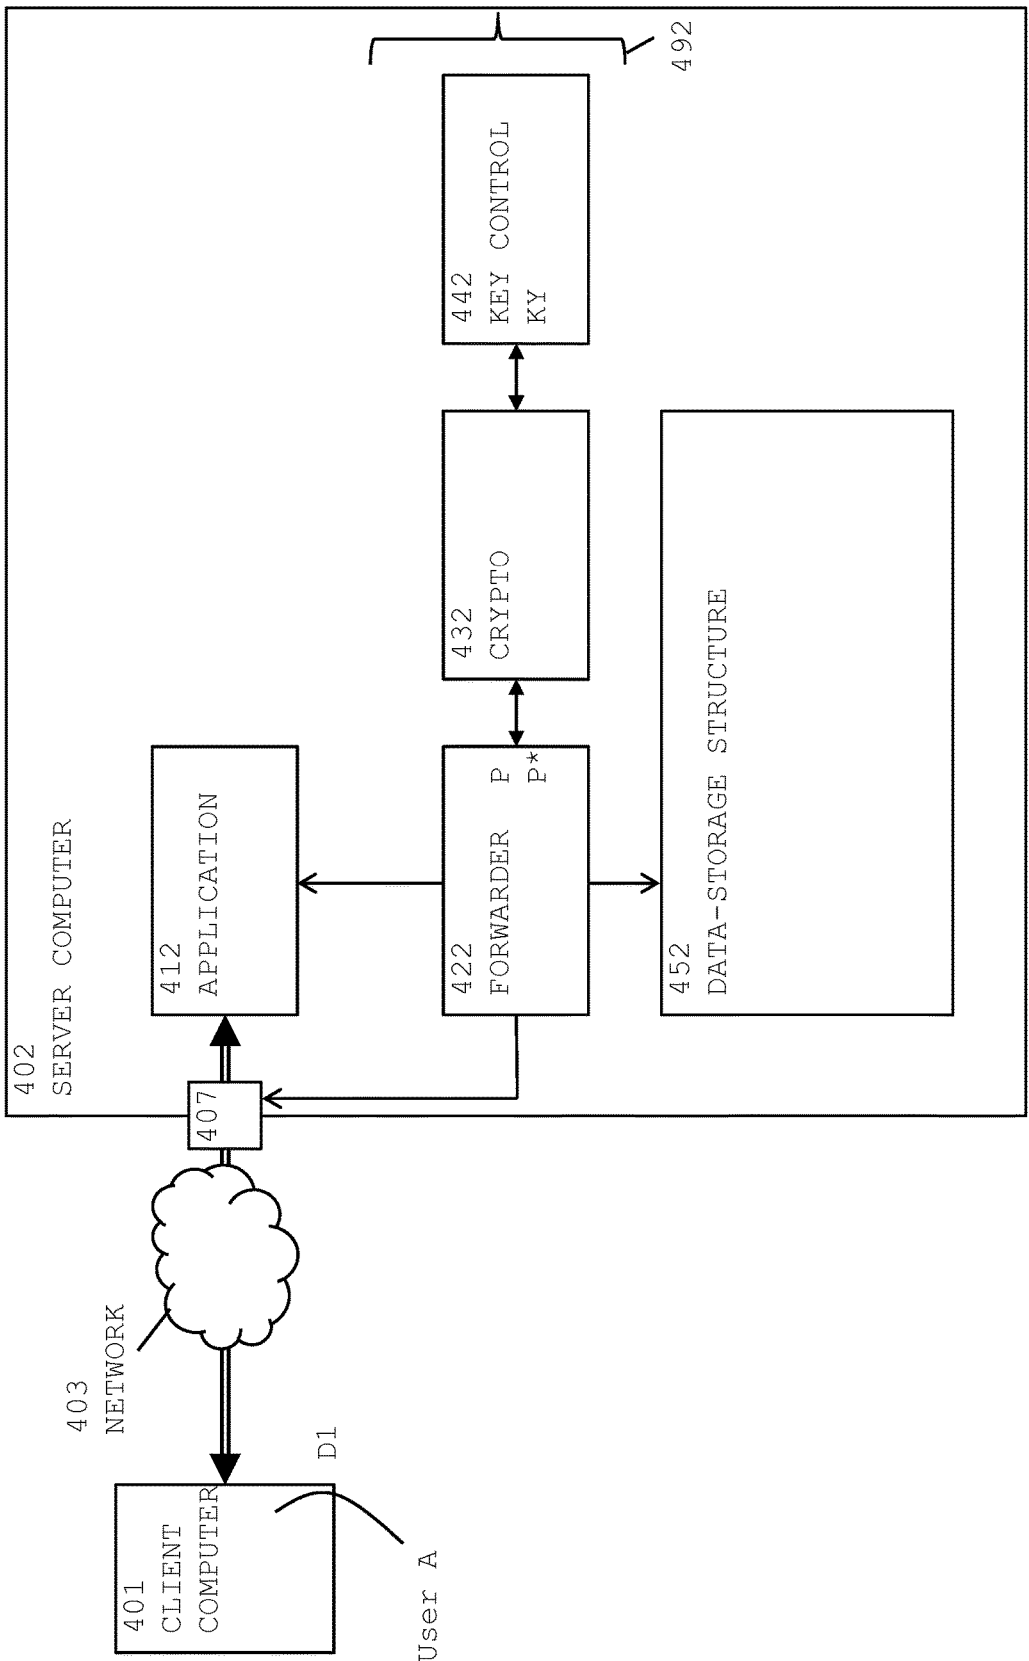 402
SERVER COMPUTER
403
NETWORK
401
CLIENT
COMPUTER
407
412
APPLICATION
D1
User A
422
FORWARDER P
P*
432
CRYPTO
442
KEY CONTROL
KY
492
452
DATA-STORAGE STRUCTURE